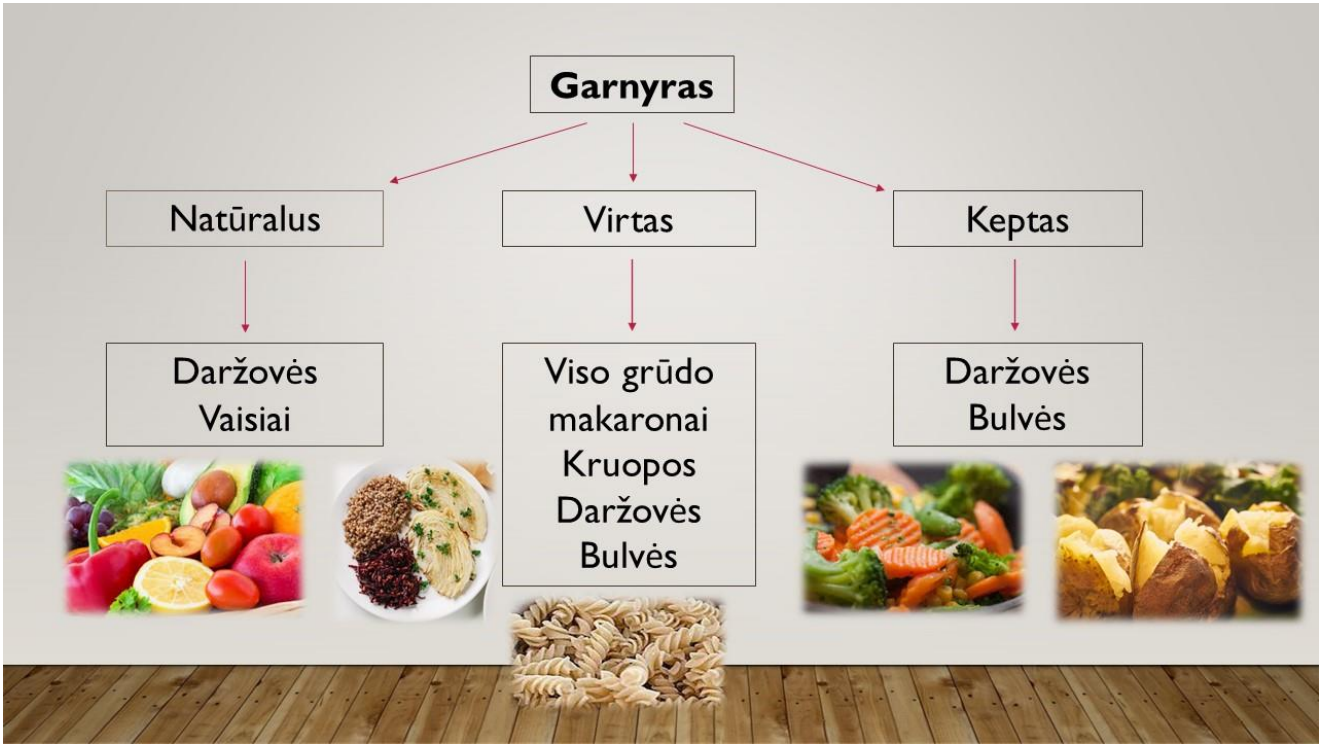 Garnyras
Natūralus
Virtas
Keptas
Daržovės
Vaisiai
Viso grūdo
makaronai
Kruopos
Daržovės
Bulvės
Daržovės
Bulvės